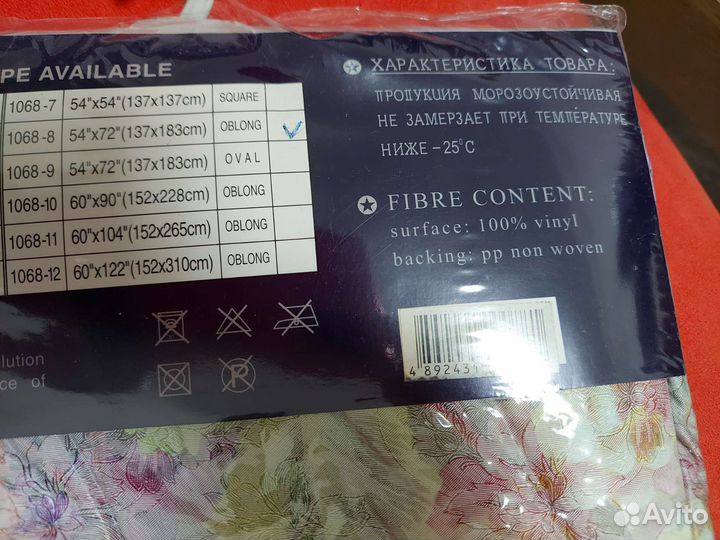 PE AVAILABLE
1068-7 54"x54"(137x137cm) SQUARE
1068-8 54"x72"(137x183cm) OBLONG
1068-9 54"x72"(137x183cm) OVAL
1068-10 60"x90"(152x228cm) OBLONG
1068-11 60"x104"(152x265cm) OBLONG
1068-12 60"x122"(152x310cm) OBLONG
olution
ce of
ХАРАКТЕРИСТИКА ТОВАРА:
ПРОПУКЦИЯ МОРОЗОУСТОЙЧИВАЯ
НЕ ЗАМЕРЗАЕТ ПРИ ТЕМПЕРАТУРЕ
НИЖЕ -25°C
FIBRE CONTENT:
surface: 100% vinyl
backing: pp non woven
4 892431
Avito